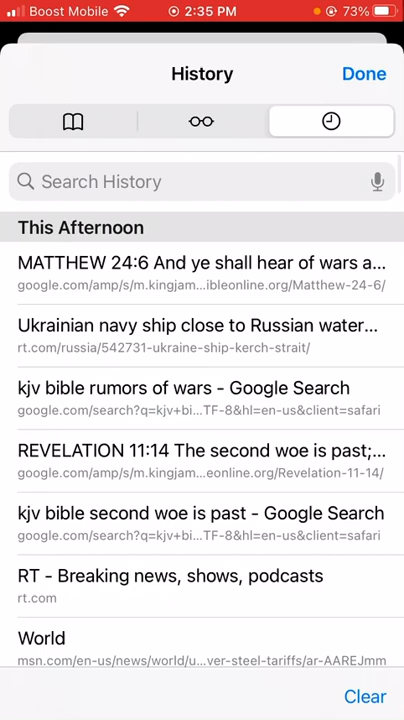 Boost Mobile 2:35 PM 73%
History Done
Search History
This Afternoon
MATTHEW 24:6 And ye shall hear of wars a...
google.com/amp/s/m.kingjam...ibleonline.org/Matthew-24-6/
Ukrainian navy ship close to Russian water...
rt.com/russia/542731-ukraine-ship-kerch-strait/
kjv bible rumors of wars - Google Search
google.com/search?q=kjv+bi...TF-8&hl=en-us&client=safari
REVELATION 11:14 The second woe is past;...
google.com/amp/s/m.kingjam...eonline.org/Revelation-11-14/
kjv bible second woe is past - Google Search
google.com/search?q=kjv+bi...TF-8&hl=en-us&client=safari
RT - Breaking news, shows, podcasts
rt.com
World
msn.com/en-us/news/world/u...ver-steel-tariffs/ar-AAREJmm
Clear